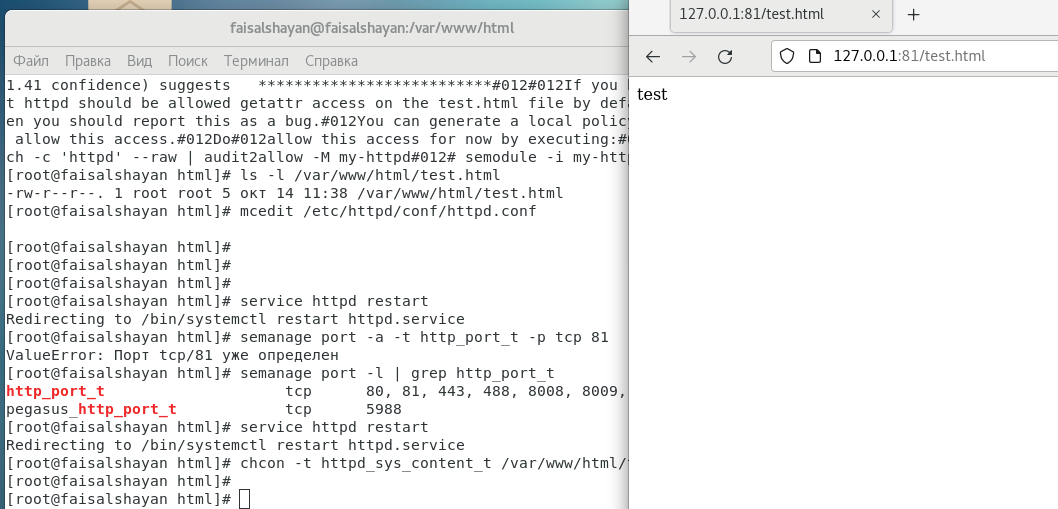 faisalshayan@faisalshayan:/var/www/html
Файл Правка Вид Поиск Терминал Справка
1.41 confidence) suggests   **************************#012#012If you
t httpd should be allowed getattr access on the test.html file by
en you should report this as a bug.#012You can generate a local policy
 allow this access.#012Do#012allow this access for now by executing:
ch -c 'httpd' --raw | audit2allow -M my-httpd#012# semodule -i
[root@faisalshayan html]# ls -l /var/www/html/test.html
-rw-r--r--. 1 root root 5 окт 14 11:38 /var/www/html/test.html
[root@faisalshayan html]# mcedit /etc/httpd/conf/httpd.conf
[root@faisalshayan html]#
[root@faisalshayan html]#
[root@faisalshayan html]#
[root@faisalshayan html]# service httpd restart
Redirecting to /bin/systemctl restart httpd.service
[root@faisalshayan html]# semanage port -a -t http_port_t -p tcp 81
ValueError: Порт tcp/81 уже определен
[root@faisalshayan html]# semanage port -l | grep http_port_t
http_port_t                    tcp      80, 81, 443, 488, 8008, 8009,
pegasus_http_port_t            tcp      5988
[root@faisalshayan html]# service httpd restart
Redirecting to /bin/systemctl restart httpd.service
[root@faisalshayan html]# chcon -t httpd_sys_content_t /var/www/html/
[root@faisalshayan html]#
[root@faisalshayan html]#
127.0.0.1:81/test.html
127.0.0.1:81/test.html
test